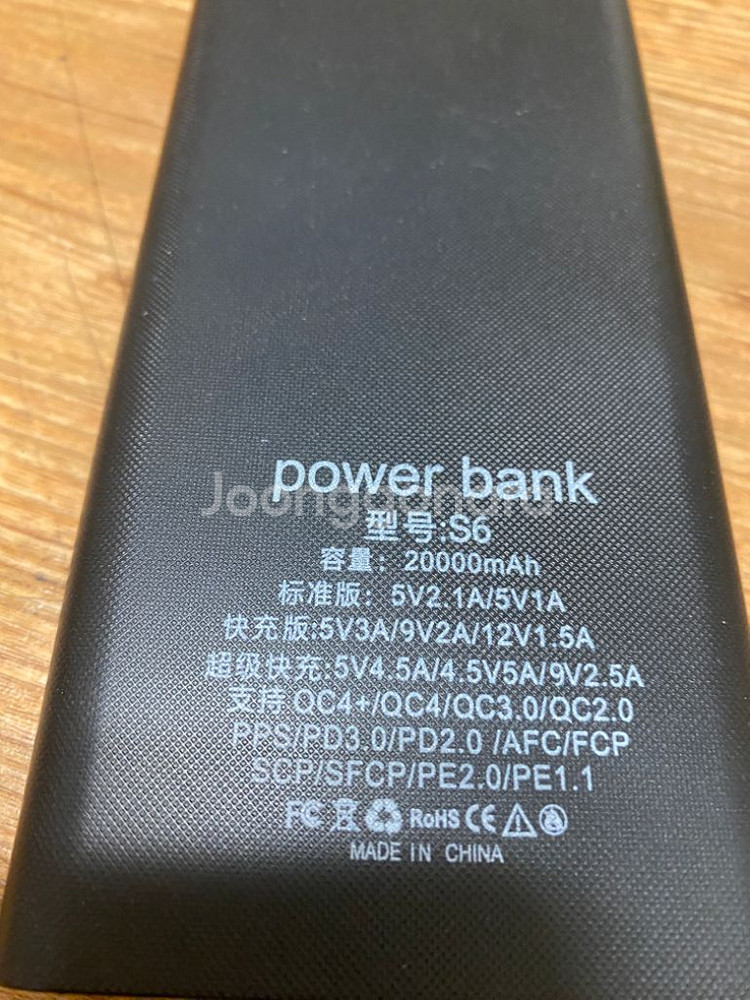 power bank
型号:S6
容量：20000mAh
标准版：5V2.1A/5V1A
快充版:5V3A/9V2A/12V1.5A
超级快充:5V4.5A/4.5V5A/9V2.5A
支持 QC4+/QC4/QC3.0/QC2.0
PPS/PD3.0/PD2.0 /AFC/FCP
SCP/SFCP/PE2.0/PE1.1
FC RoHS CE
MADE IN CHINA